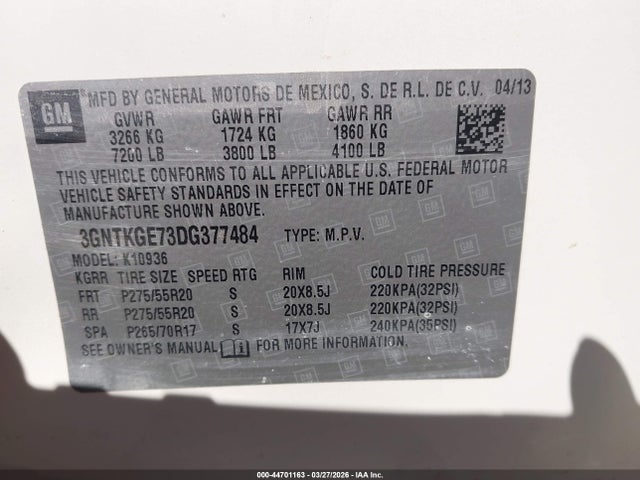 GM
® MFD BY GENERAL MOTORS DE MEXICO, S. DE R.L. DE C.V. 04/13
GVWR GAWR FRT GAWR RR
3266 KG 1724 KG 1860 KG
7200 LB 3800 LB 4100 LB
THIS VEHICLE CONFORMS TO ALL APPLICABLE U.S. FEDERAL MOTOR
VEHICLE SAFETY STANDARDS IN EFFECT ON THE DATE OF
MANUFACTURE SHOWN ABOVE.
3GNTKGE73DG377484 TYPE: M.P.V.
MODEL: K10936
KGRR TIRE SIZE SPEED RTG RIM COLD TIRE PRESSURE
FRT P275/55R20 S 20X8.5J 220KPA(32PSI)
RR P275/55R20 S 20X8.5J 220KPA(32PSI)
SPA P265/70R17 S 17X7J 240KPA(35PSI)
SEE OWNER'S MANUAL FOR MORE INFORMATION.
000-44701163 03/27/2026 IAA Inc.